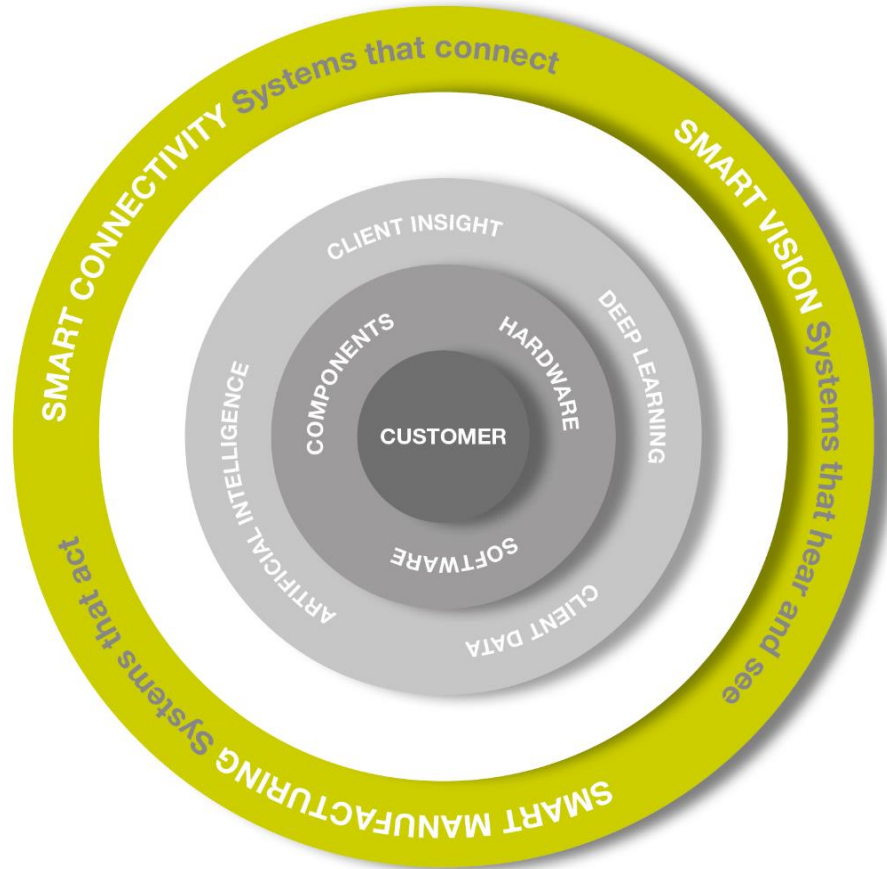 SMART CONNECTIVITY Systems that connect
SMART VISION Systems that hear and see
SMART MANUFACTURING Systems that act
CLIENT INSIGHT
DEEP LEARNING
CLIENT DATA
ARTIFICIAL INTELLIGENCE
COMPONENTS
HARDWARE
SOFTWARE
CUSTOMER